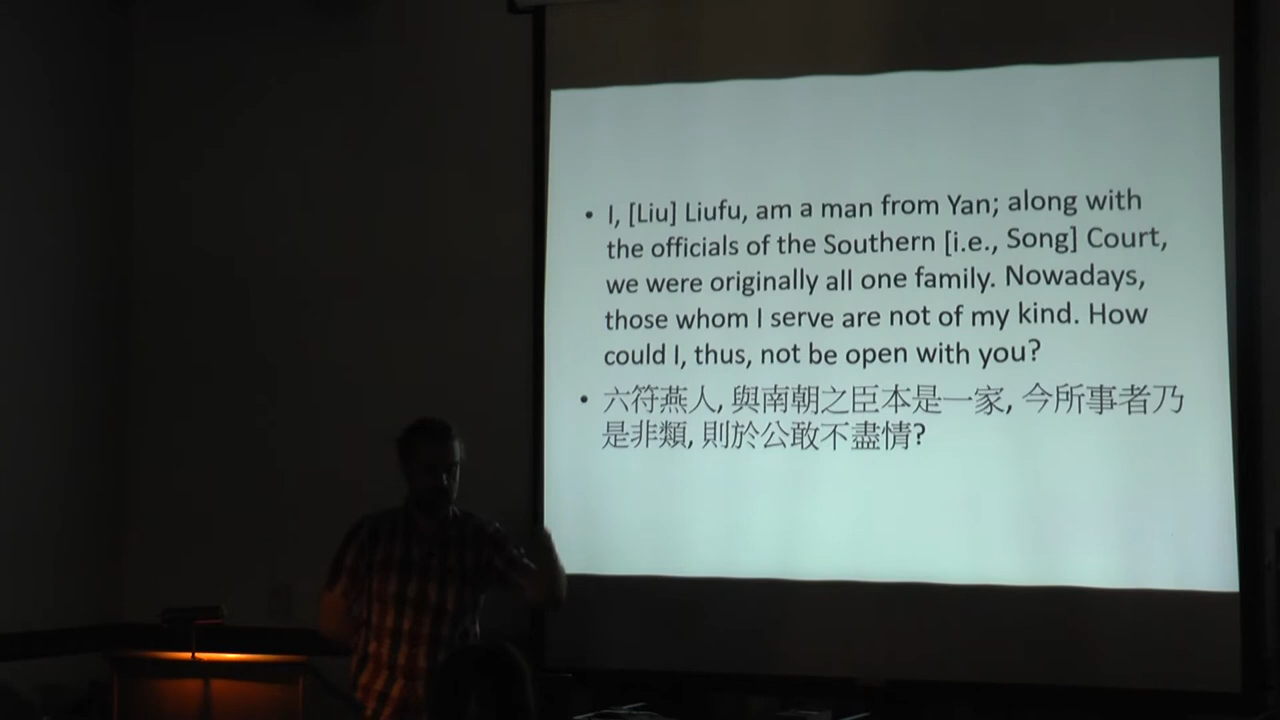 • I, [Liu] Liufu, am a man from Yan; along with
the officials of the Southern [i.e., Song] Court,
we were originally all one family. Nowadays,
those whom I serve are not of my kind. How
could I, thus, not be open with you?
• 六符燕人, 與南朝之臣本是一家, 今所事者乃
是非類, 則於公敢不盡情?